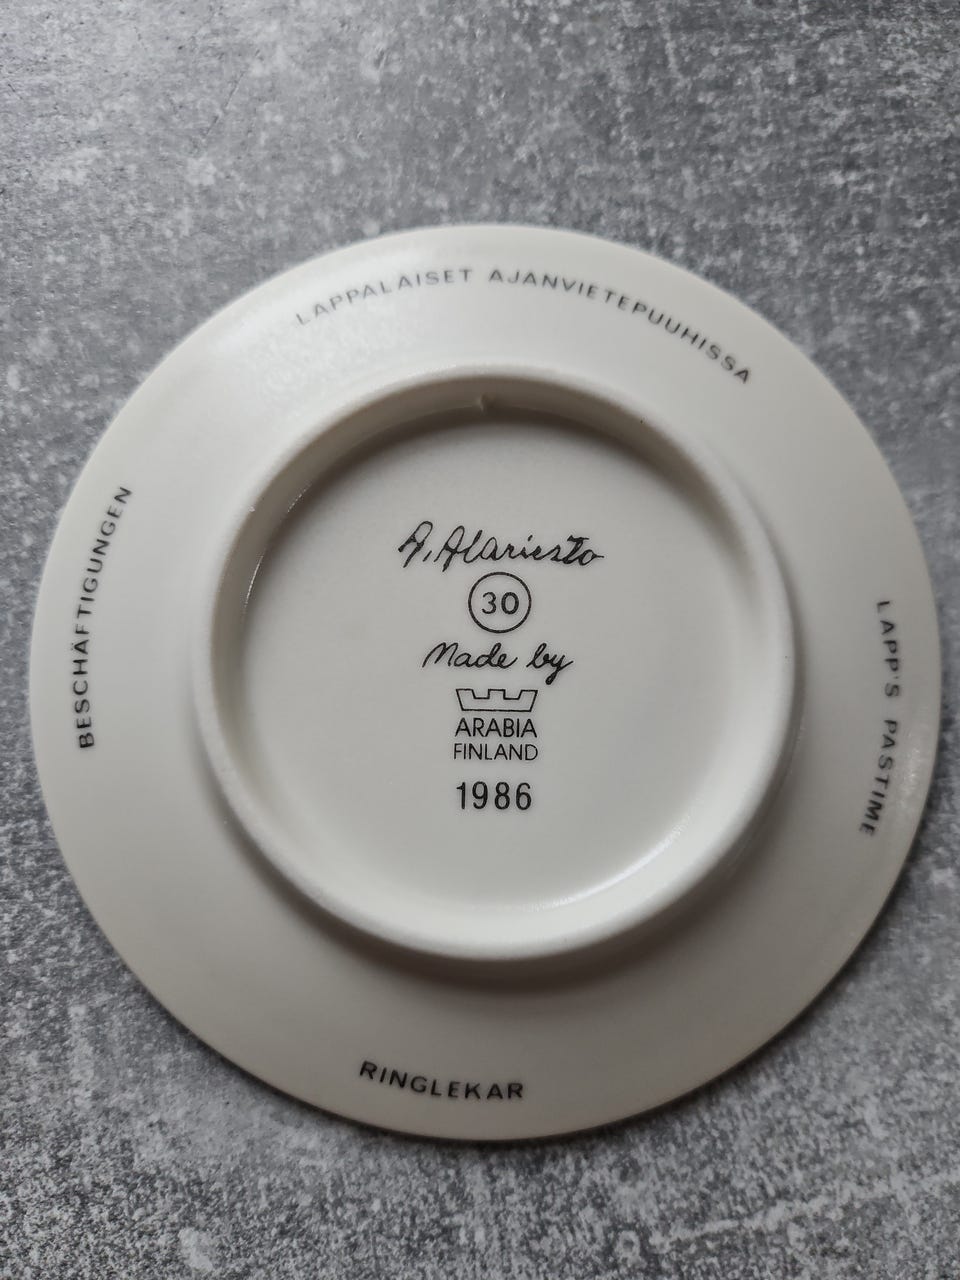 LAPPALAISET AJANVIETEPUUHISSA
BESCHÄFTIGUNGEN
A. Alariesto
30
Made by
ARABIA
FINLAND
1986
LAPP'S PASTIME
RINGLEKAR